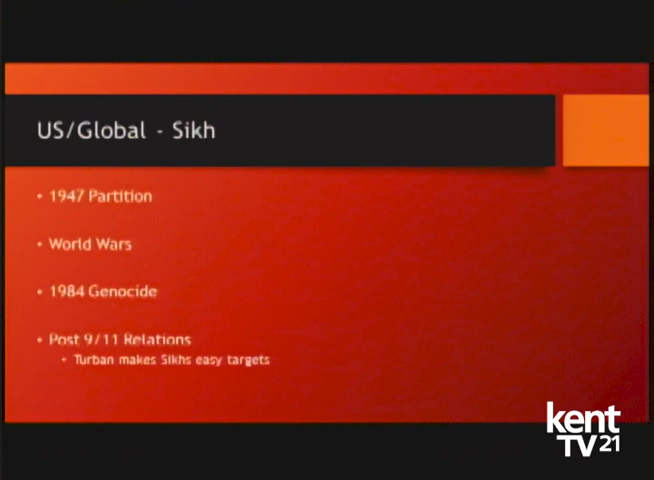 US/Global - Sikh
• 1947 Partition
• World Wars
• 1984 Genocide
• Post 9/11 Relations
• Turban makes Sikhs easy targets
kent
TV21